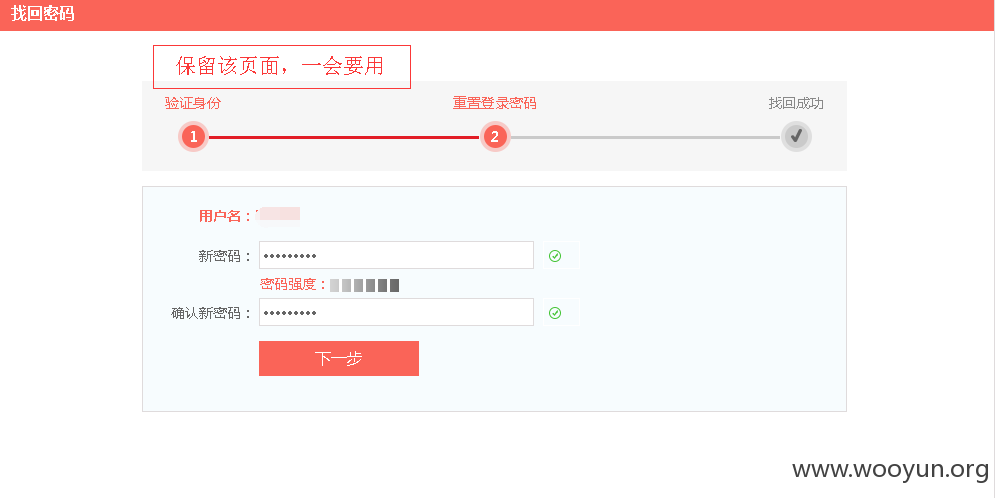 找回密码
保留该页面，一会要用
验证身份
重置登录密码
找回成功
1
2
用户名：
新密码：
密码强度：
确认新密码：
下一步
www.wooyun.org